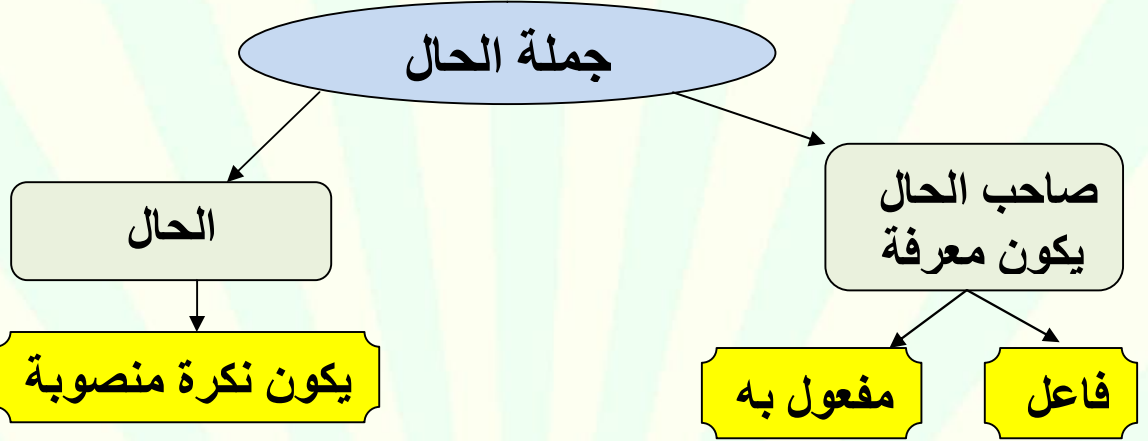 جملة الحال
صاحب الحال
يكون معرفة
الحال
فاعل
مفعول به
يكون نكرة منصوبة